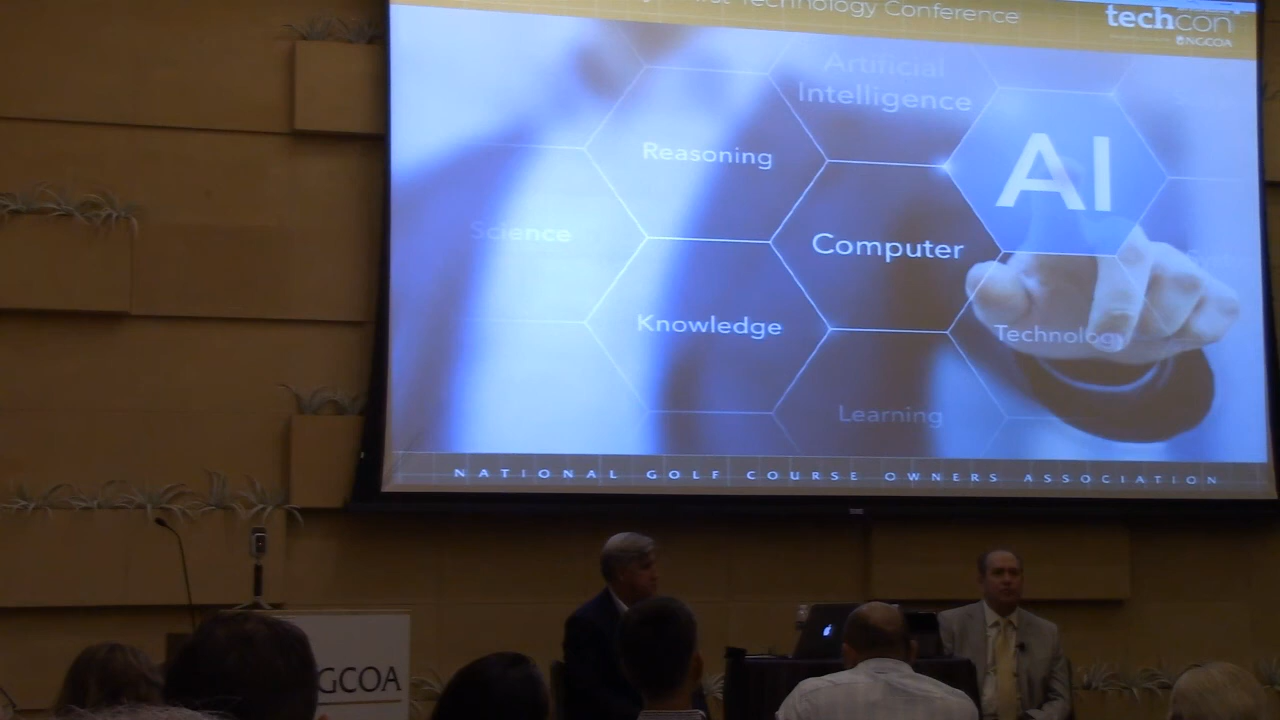 Technology Conference
techcon
NGCOA
Artificial
Intelligence
AI
Reasoning
Science
Computer
Knowledge
Technology
Learning
NATIONAL GOLF COURSE OWNERS ASSOCIATION
GCOA